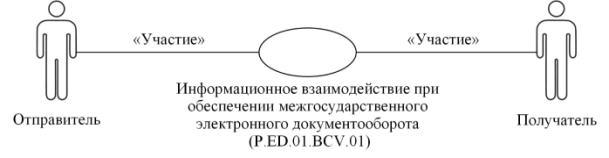 «Участие»
«Участие»
Отправитель
Информационное взаимодействие при
обеспечении межгосударственного
электронного документооборота
(P.ED.01.BCV.01)
Получатель